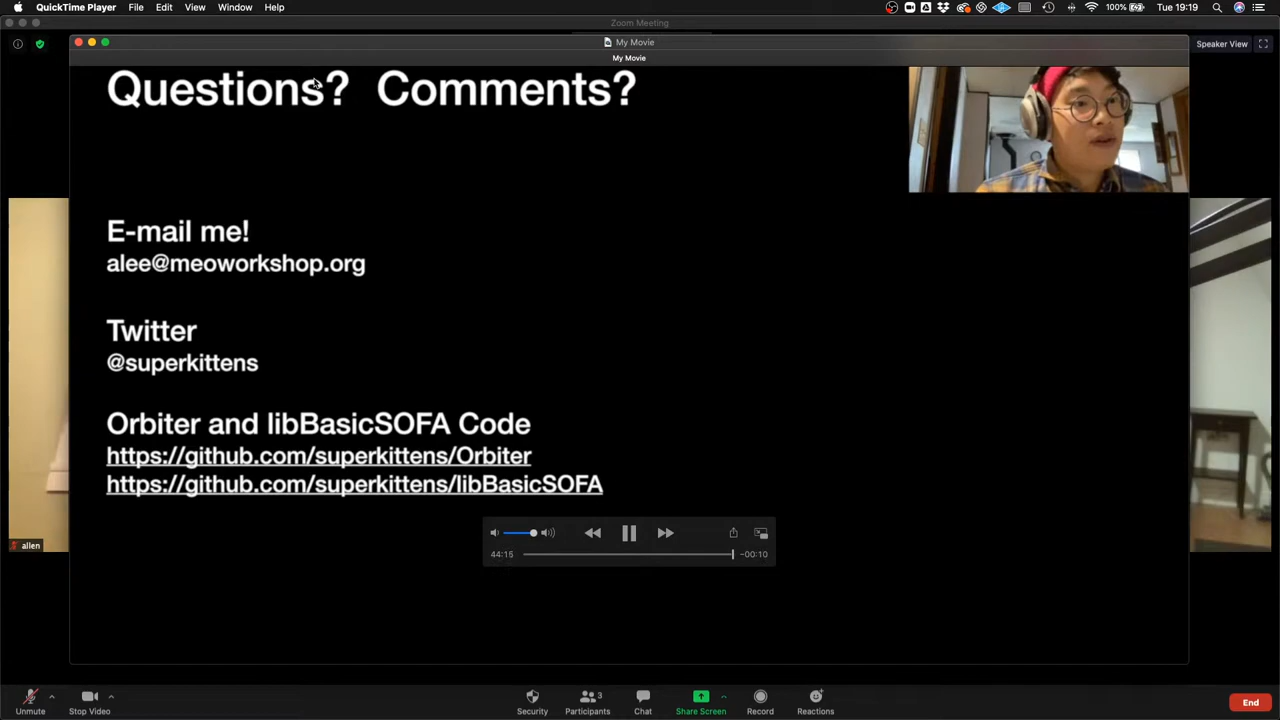 QuickTime Player File Edit View Window Help
100% Tue 19:19
Zoom Meeting
My Movie
Speaker View
My Movie
Questions? Comments?
E-mail me!
alee@meoworkshop.org
Twitter
@superkittens
Orbiter and libBasicSOFA Code
https://github.com/superkittens/Orbiter
https://github.com/superkittens/libBasicSOFA
allen
44:15
-00:10
3
Unmute
Stop Video
Security
Participants
Chat
Share Screen
Record
Reactions
End